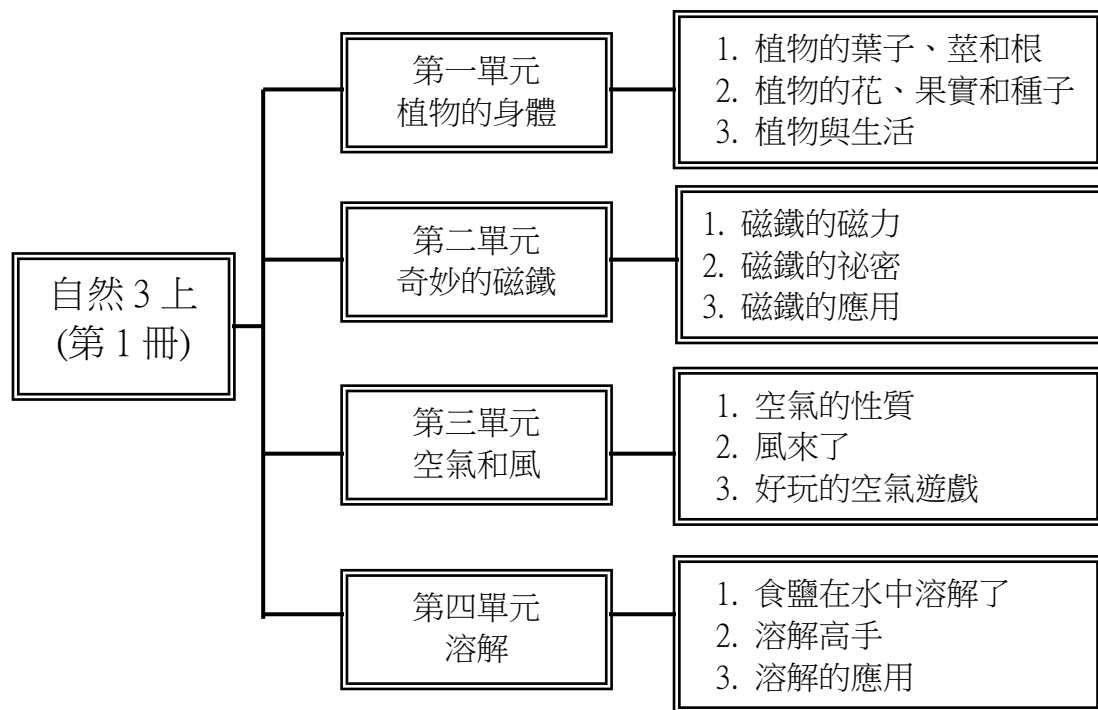 自然 3 上
(第 1 冊)
第一單元
植物的身體
1. 植物的葉子、莖和根
2. 植物的花、果實和種子
3. 植物與生活
第二單元
奇妙的磁鐵
1. 磁鐵的磁力
2. 磁鐵的祕密
3. 磁鐵的應用
第三單元
空氣和風
1. 空氣的性質
2. 風來了
3. 好玩的空氣遊戲
第四單元
溶解
1. 食鹽在水中溶解了
2. 溶解高手
3. 溶解的應用